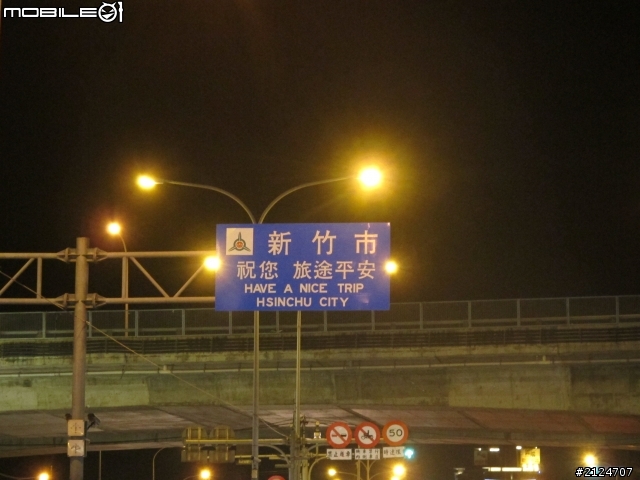 MOBILE01
新竹市
祝您 旅途平安
HAVE A NICE TRIP
HSINCHU CITY
50
#2124707